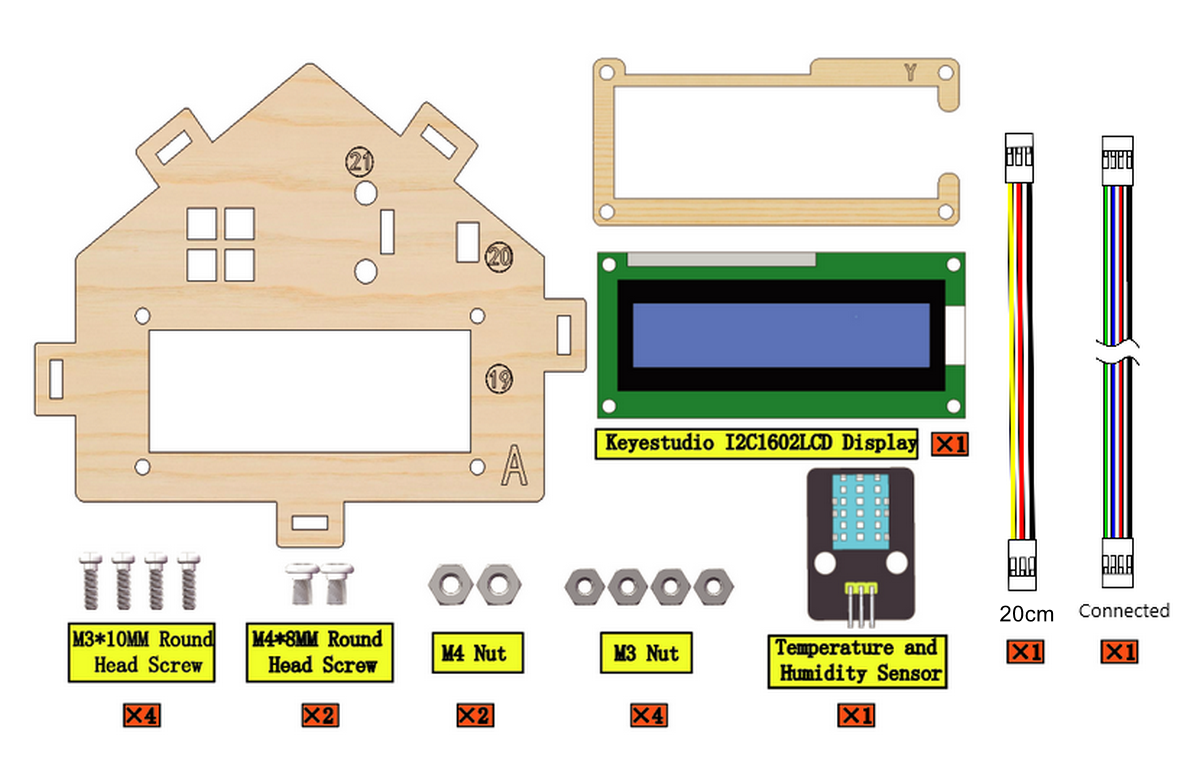 Y
21
20
19
A
Keyestudio I2C1602LCD Display
×1
M3*10MM Round
Head Screw
×4
M4*8MM Round
Head Screw
×2
M4 Nut
×2
M3 Nut
×4
Temperature and
Humidity Sensor
×1
20cm
×1
Connected
×1